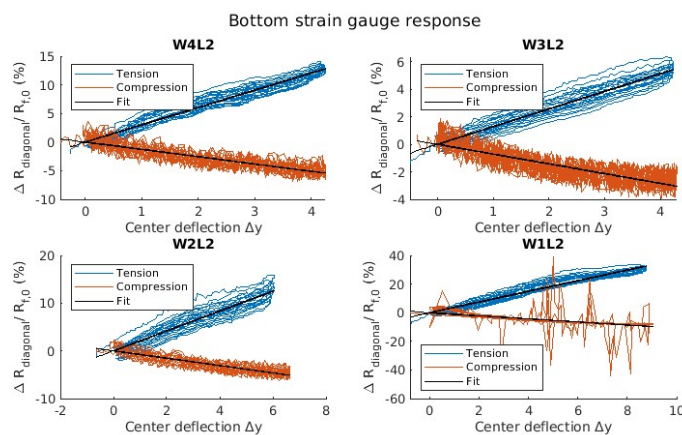 Bottom strain gauge response
W4L2
Δ R_diagonal / R_f,0 (%)
15
10
5
0
-5
-10
Tension
Compression
Fit
0 1 2 3 4
Center deflection Δy
W3L2
Δ R_diagonal / R_f,0 (%)
6
4
2
0
-2
-4
Tension
Compression
Fit
0 1 2 3 4
Center deflection Δy
W2L2
Δ R_diagonal / R_f,0 (%)
20
10
0
-10
Tension
Compression
Fit
-2 0 2 4 6 8
Center deflection Δy
W1L2
Δ R_diagonal / R_f,0 (%)
40
20
0
-20
-40
-60
Tension
Compression
Fit
0 2 4 6 8 10
Center deflection Δy